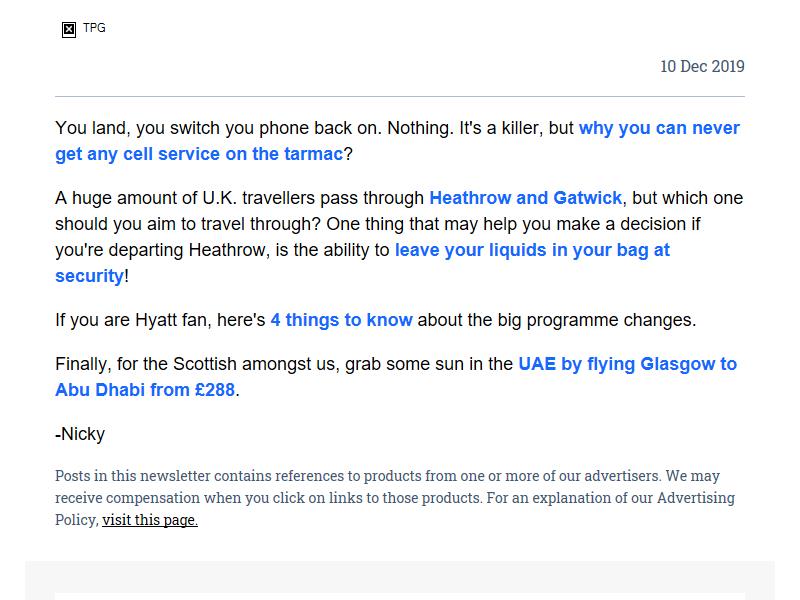 TPG
10 Dec 2019
You land, you switch you phone back on. Nothing. It's a killer, but why you can never
get any cell service on the tarmac?
A huge amount of U.K. travellers pass through Heathrow and Gatwick, but which one
should you aim to travel through? One thing that may help you make a decision if
you're departing Heathrow, is the ability to leave your liquids in your bag at
security!
If you are Hyatt fan, here's 4 things to know about the big programme changes.
Finally, for the Scottish amongst us, grab some sun in the UAE by flying Glasgow to
Abu Dhabi from £288.
-Nicky
Posts in this newsletter contains references to products from one or more of our advertisers. We may
receive compensation when you click on links to those products. For an explanation of our Advertising
Policy, visit this page.